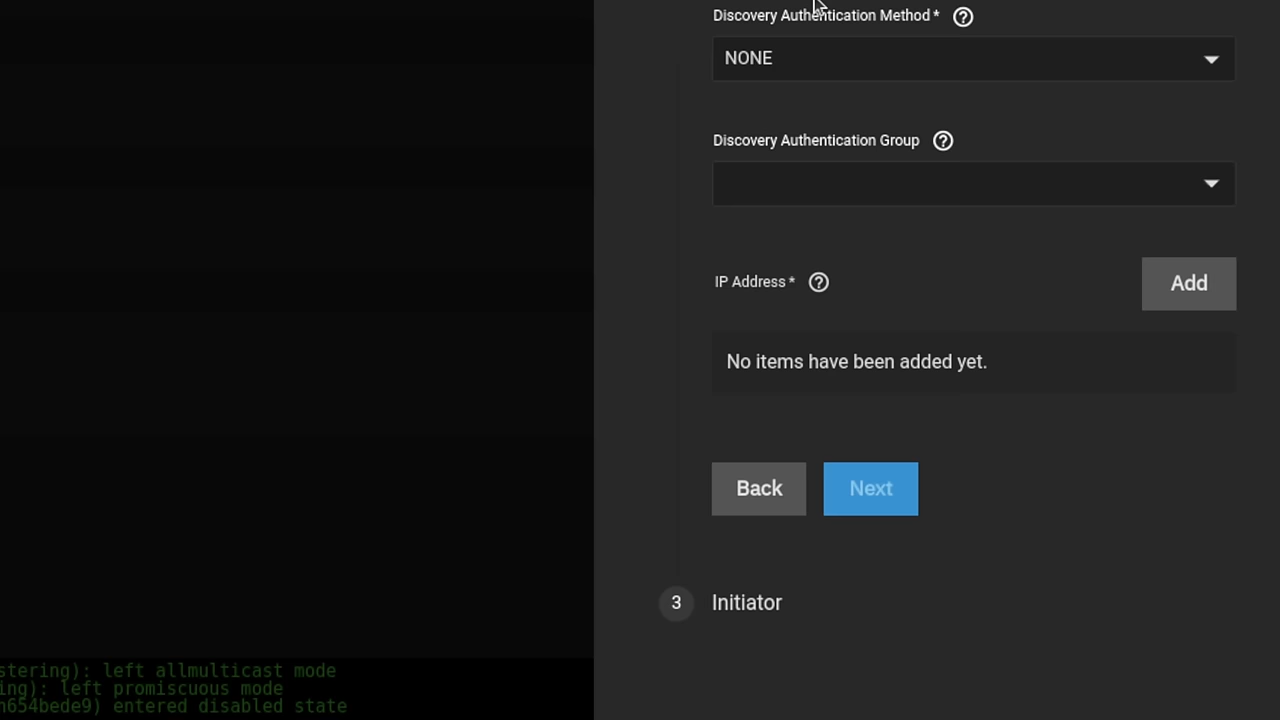 Discovery Authentication Method *
NONE
Discovery Authentication Group
IP Address *
Add
No items have been added yet.
Back
Next
3 Initiator
stering): left allmulticast mode
ing): left promiscuous mode
n654bede9) entered disabled state